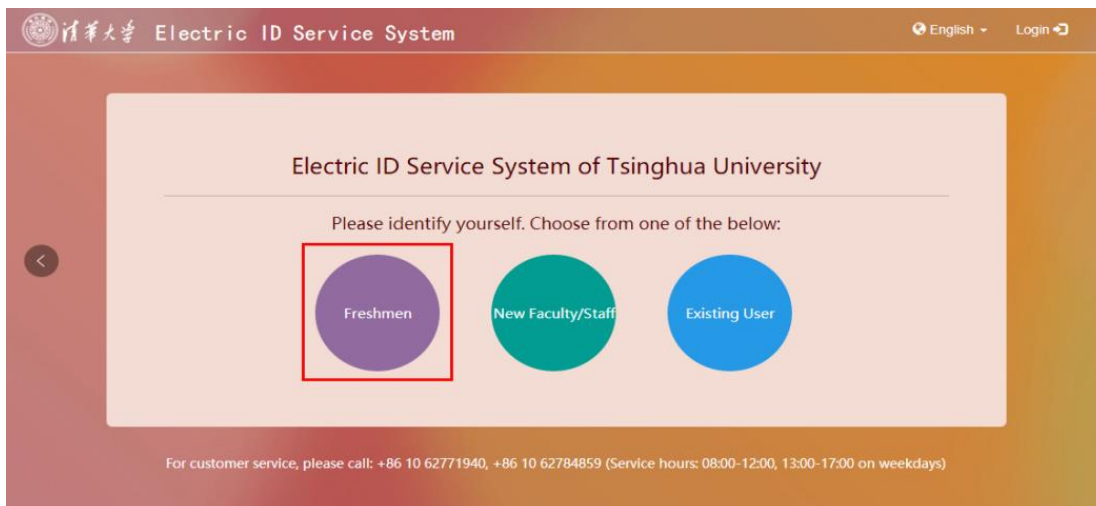 清华大学 Electric ID Service System
English
Login
Electric ID Service System of Tsinghua University
Please identify yourself. Choose from one of the below:
Freshmen
New Faculty/Staff
Existing User
For customer service, please call: +86 10 62771940, +86 10 62784859 (Service hours: 08:00-12:00, 13:00-17:00 on weekdays)